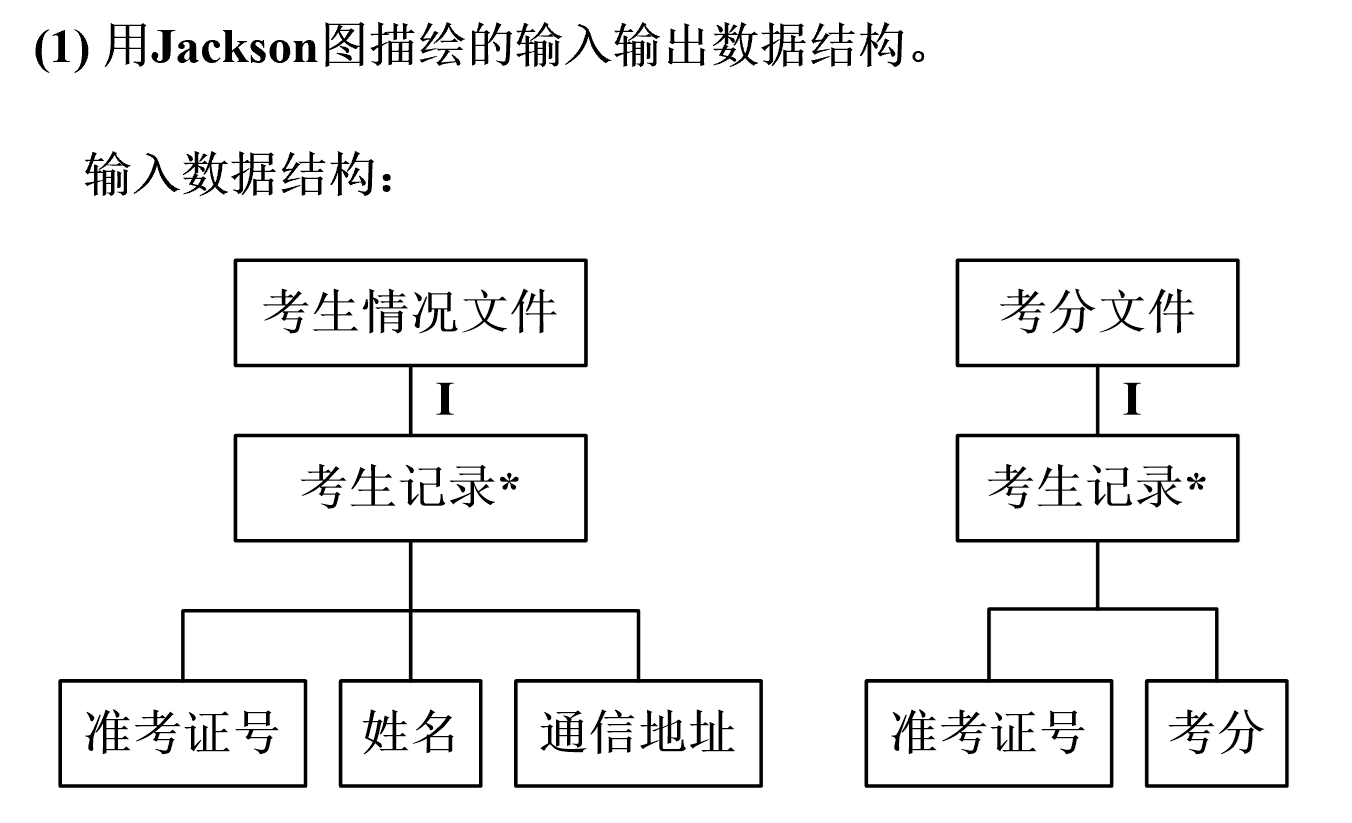 (1) 用Jackson图描绘的输入输出数据结构。
输入数据结构：
考生情况文件
考分文件
I
I
考生记录*
考生记录*
准考证号
姓名
通信地址
准考证号
考分